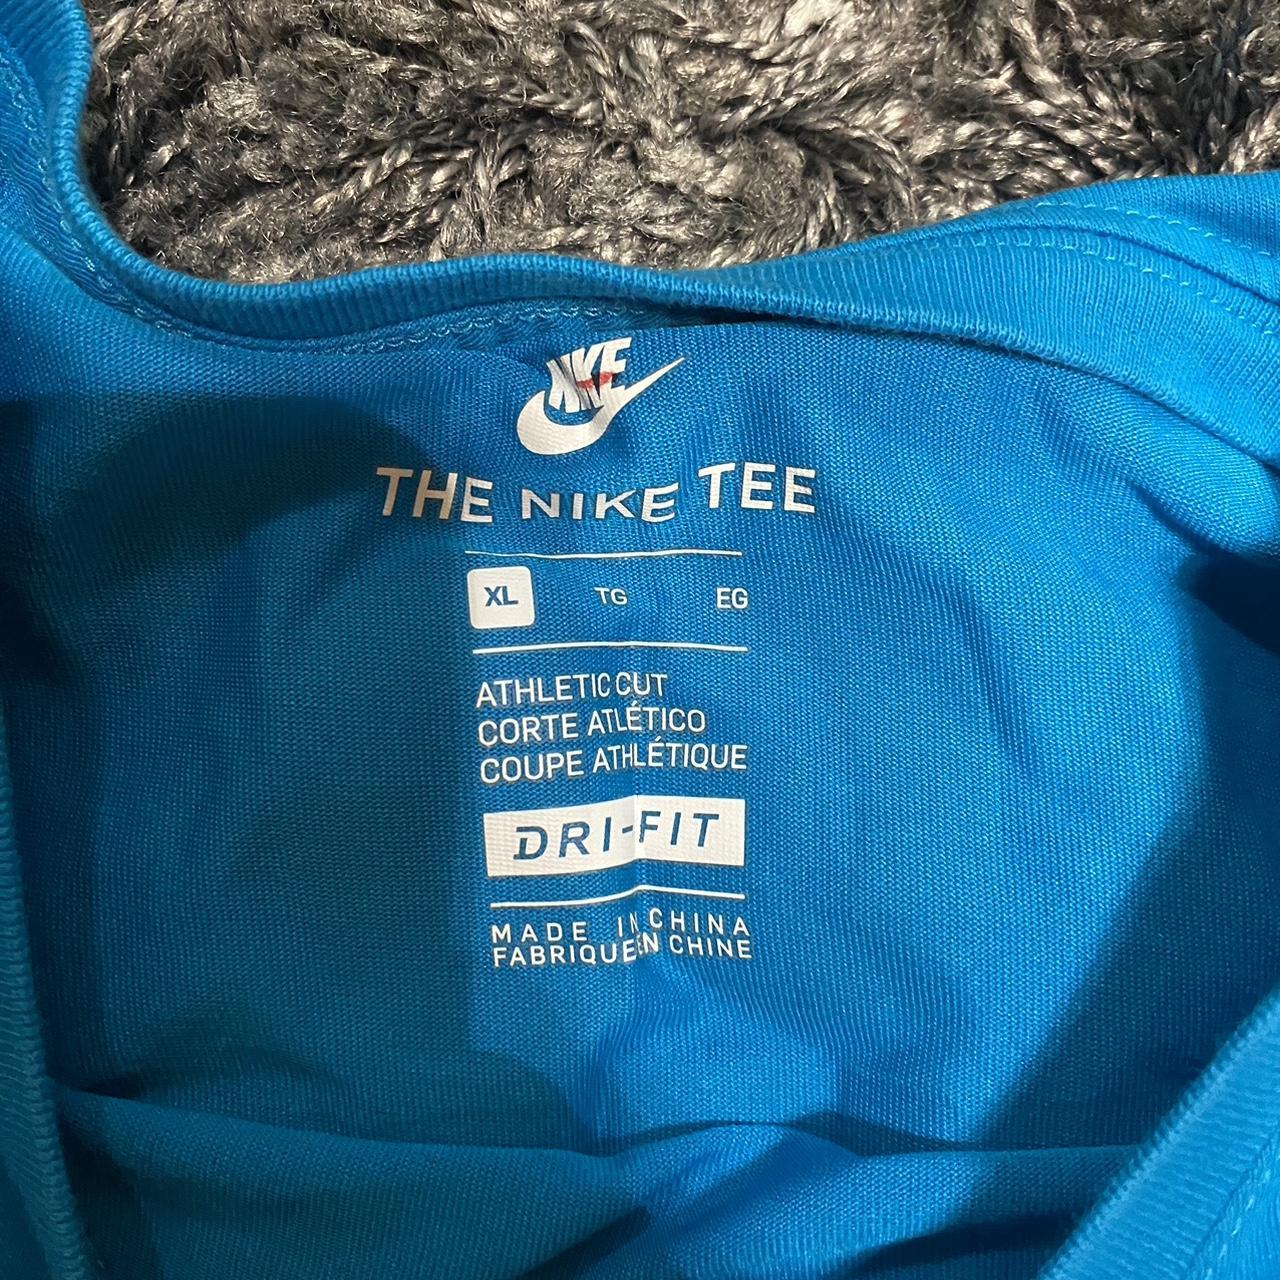 NIKE
THE NIKE TEE
XL TG EG
ATHLETIC CUT
CORTE ATLÉTICO
COUPE ATHLÉTIQUE
DRI-FIT
MADE IN CHINA
FABRIQUE EN CHINE